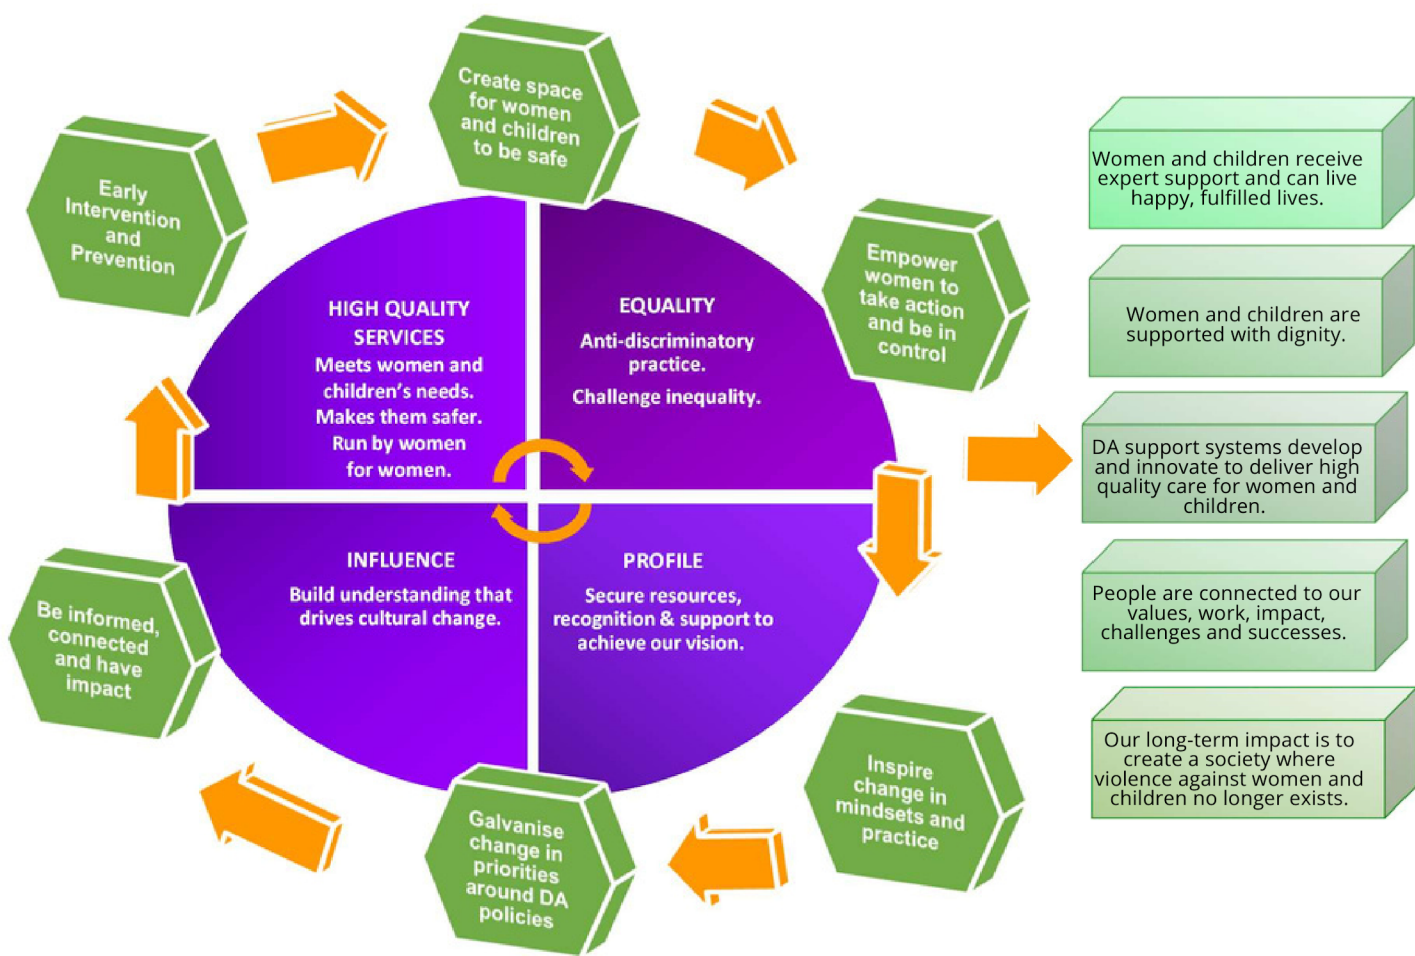 Create space
for women
and children
to be safe
Early
Intervention
and
Prevention
Empower
women to
take action
and be in
control
HIGH QUALITY
SERVICES
Meets women and
children’s needs.
Makes them safer.
Run by women
for women.
EQUALITY
Anti-discriminatory
practice.
Challenge inequality.
INFLUENCE
Build understanding that
drives cultural change.
PROFILE
Secure resources,
recognition & support to
achieve our vision.
Be informed,
connected
and have
impact
Galvanise
change in
priorities
around DA
policies
Inspire
change in
mindsets and
practice
Women and children receive
expert support and can live
happy, fulfilled lives.
Women and children are
supported with dignity.
DA support systems develop
and innovate to deliver high
quality care for women and
children.
People are connected to our
values, work, impact,
challenges and successes.
Our long-term impact is to
create a society where
violence against women and
children no longer exists.